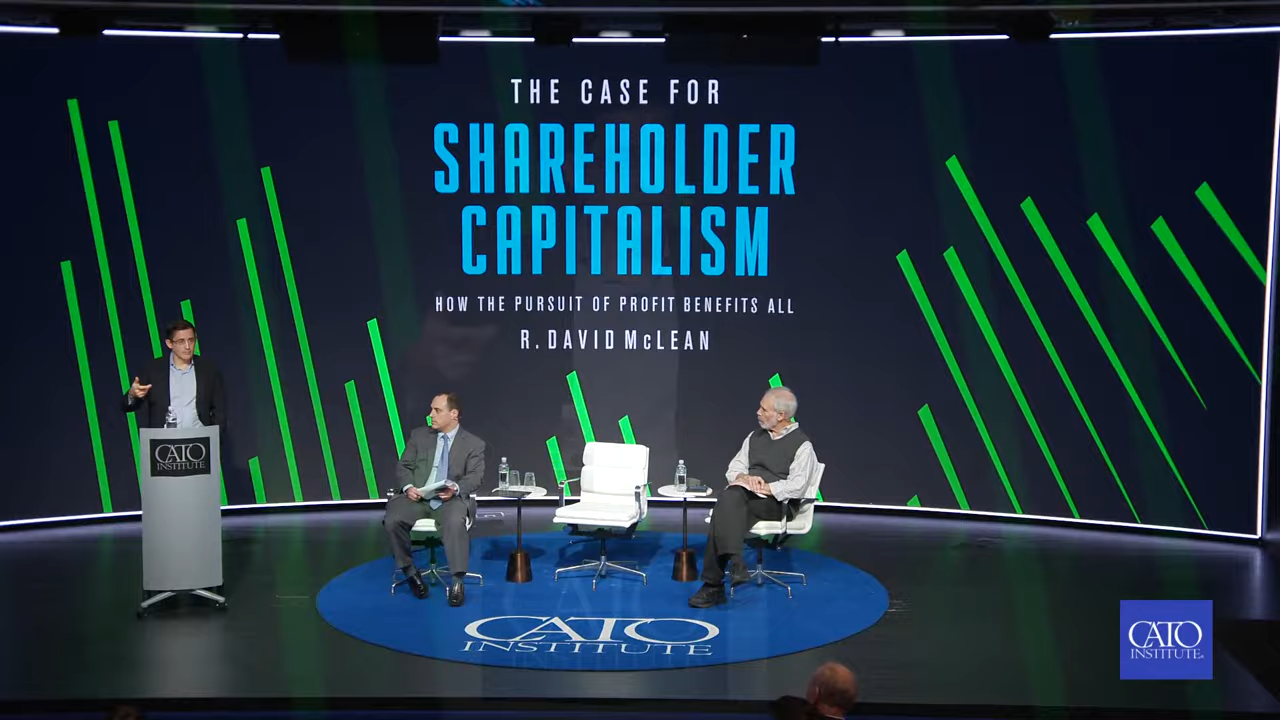 THE CASE FOR
SHAREHOLDER
CAPITALISM
HOW THE PURSUIT OF PROFIT BENEFITS ALL
R. DAVID McLEAN
CATO
INSTITUTE
CATO
INSTITUTE
CATO
INSTITUTE